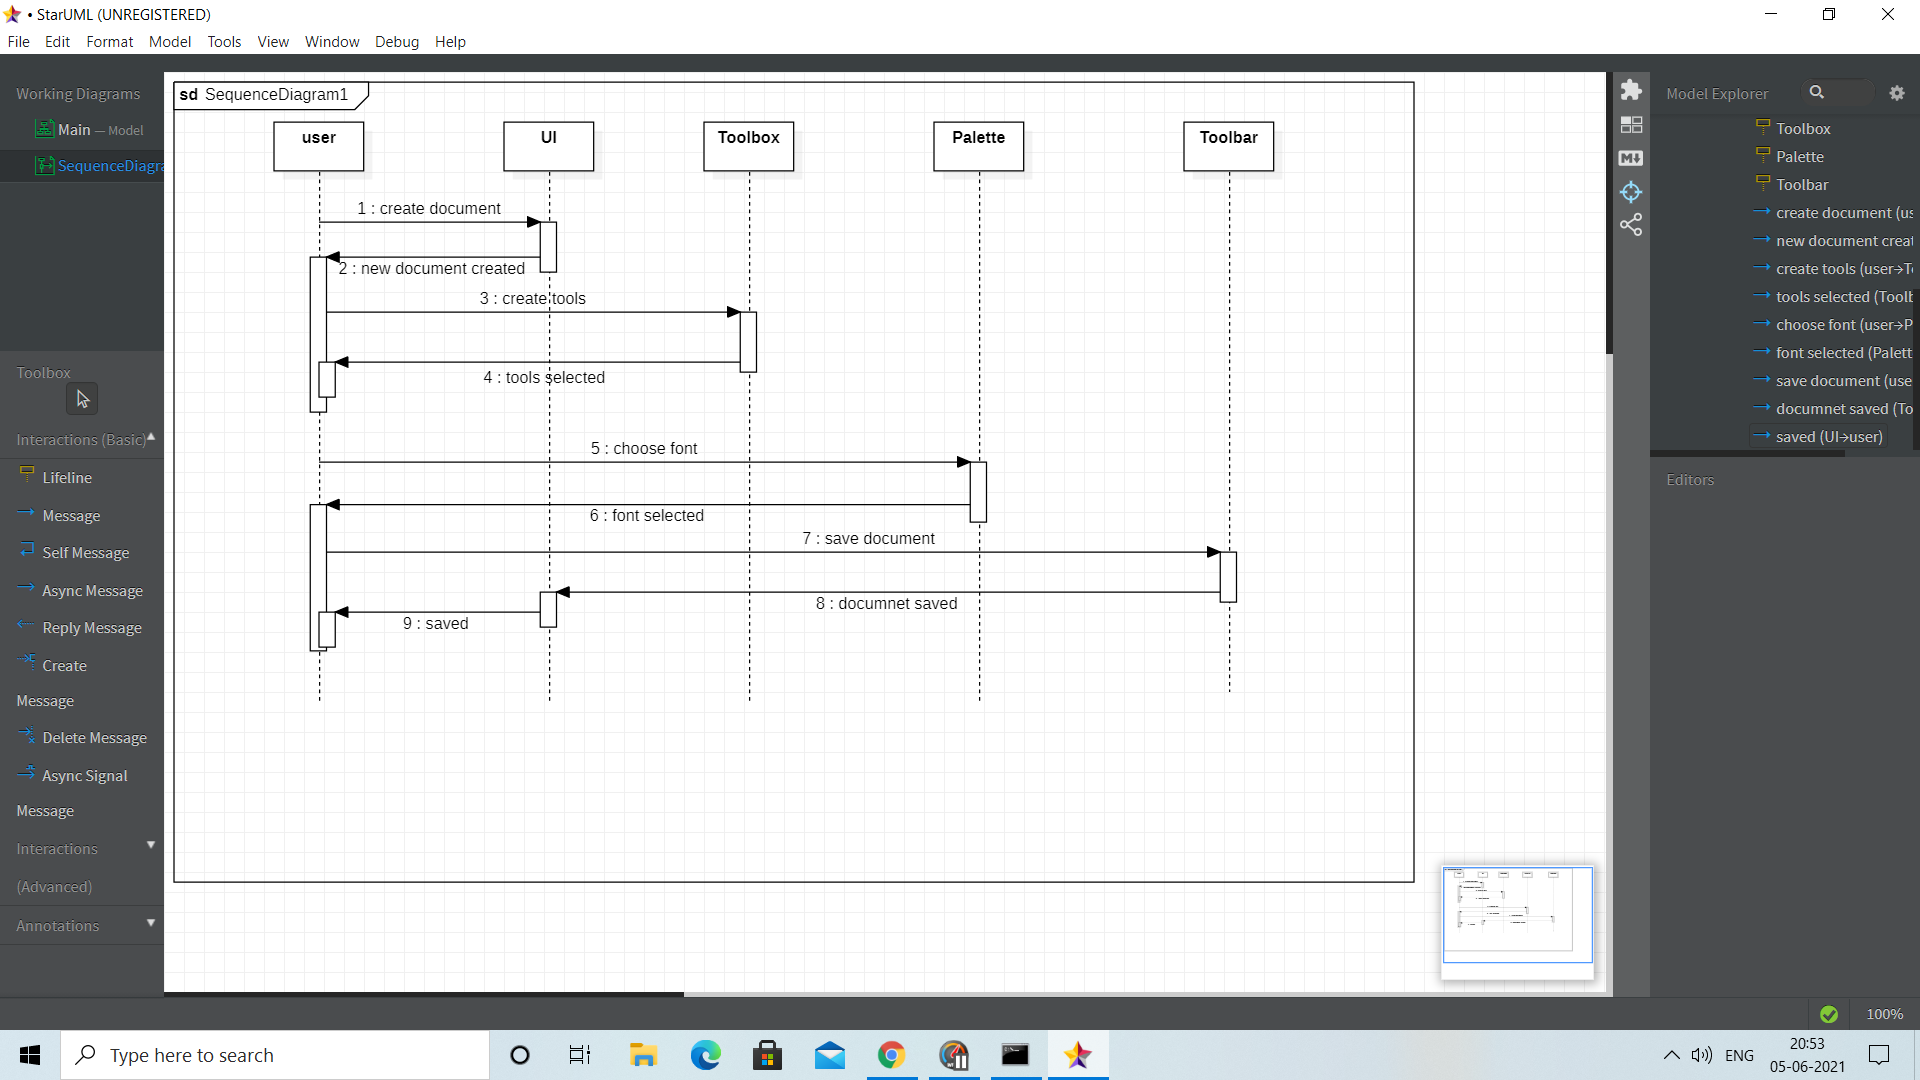 • StarUML (UNREGISTERED)
File Edit Format Model Tools View Window Debug Help
Working Diagrams
Main — Model
SequenceDiagra
Toolbox
Interactions (Basic)
Lifeline
Message
Self Message
Async Message
Reply Message
Create
Message
Delete Message
Async Signal
Message
Interactions
(Advanced)
Annotations
sd SequenceDiagram1
user UI Toolbox Palette Toolbar
1 : create document
2 : new document created
3 : create tools
4 : tools selected
5 : choose font
6 : font selected
7 : save document
8 : documnet saved
9 : saved
Model Explorer
Toolbox
Palette
Toolbar
create document (us
new document creat
create tools (user→T
tools selected (Toolb
choose font (user→P
font selected (Palett
save document (use
documnet saved (To
saved (UI→user)
Editors
100%
Type here to search
ENG
20:53
05-06-2021